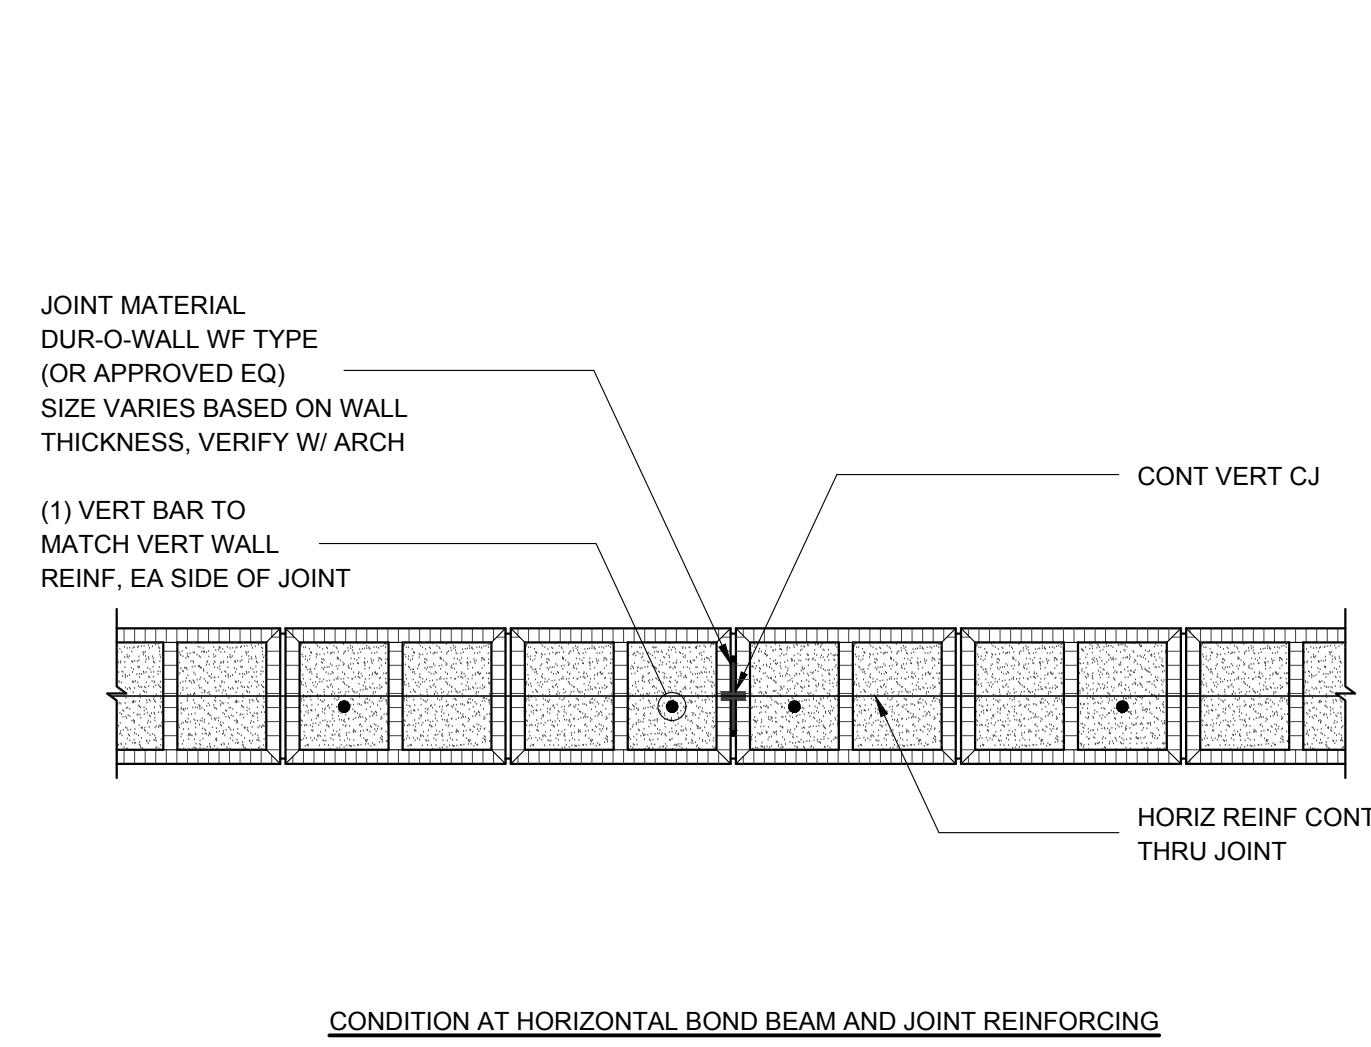 JOINT MATERIAL
DUR-O-WALL WF TYPE
(OR APPROVED EQ)
SIZE VARIES BASED ON WALL
THICKNESS, VERIFY W/ ARCH
(1) VERT BAR TO
MATCH VERT WALL
REINF, EA SIDE OF JOINT
CONT VERT CJ
HORIZ REINF CONT
THRU JOINT
CONDITION AT HORIZONTAL BOND BEAM AND JOINT REINFORCING